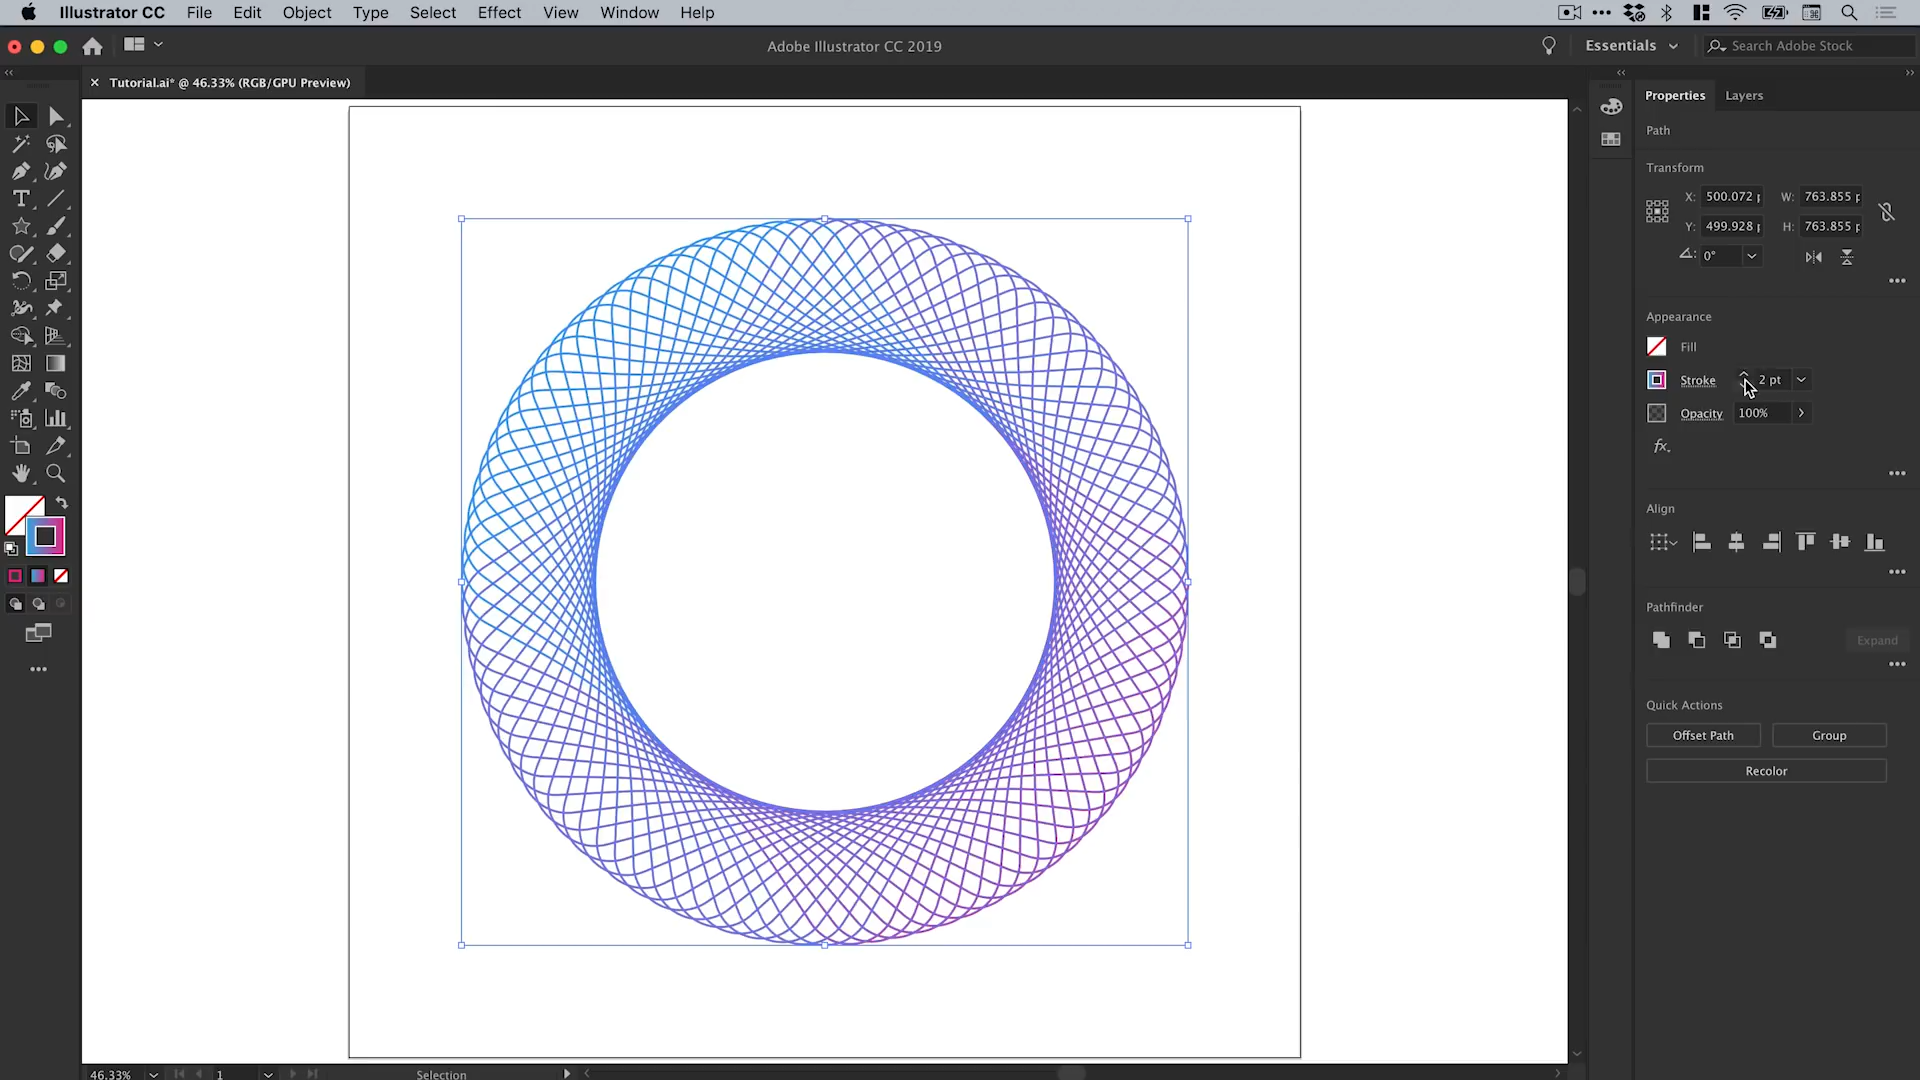 Illustrator CC File Edit Object Type Select Effect View Window Help
Adobe Illustrator CC 2019
Essentials
Search Adobe Stock
Tutorial.ai* @ 46.33% (RGB/GPU Preview)
Properties Layers
Path
Transform
X: 500.072 p W: 763.855 p
Y: 499.928 p H: 763.855 p
0°
Appearance
Fill
Stroke 2 pt
Opacity 100%
fx.
Align
Pathfinder
Expand
Quick Actions
Offset Path Group
Recolor
46.33% 1 Selection